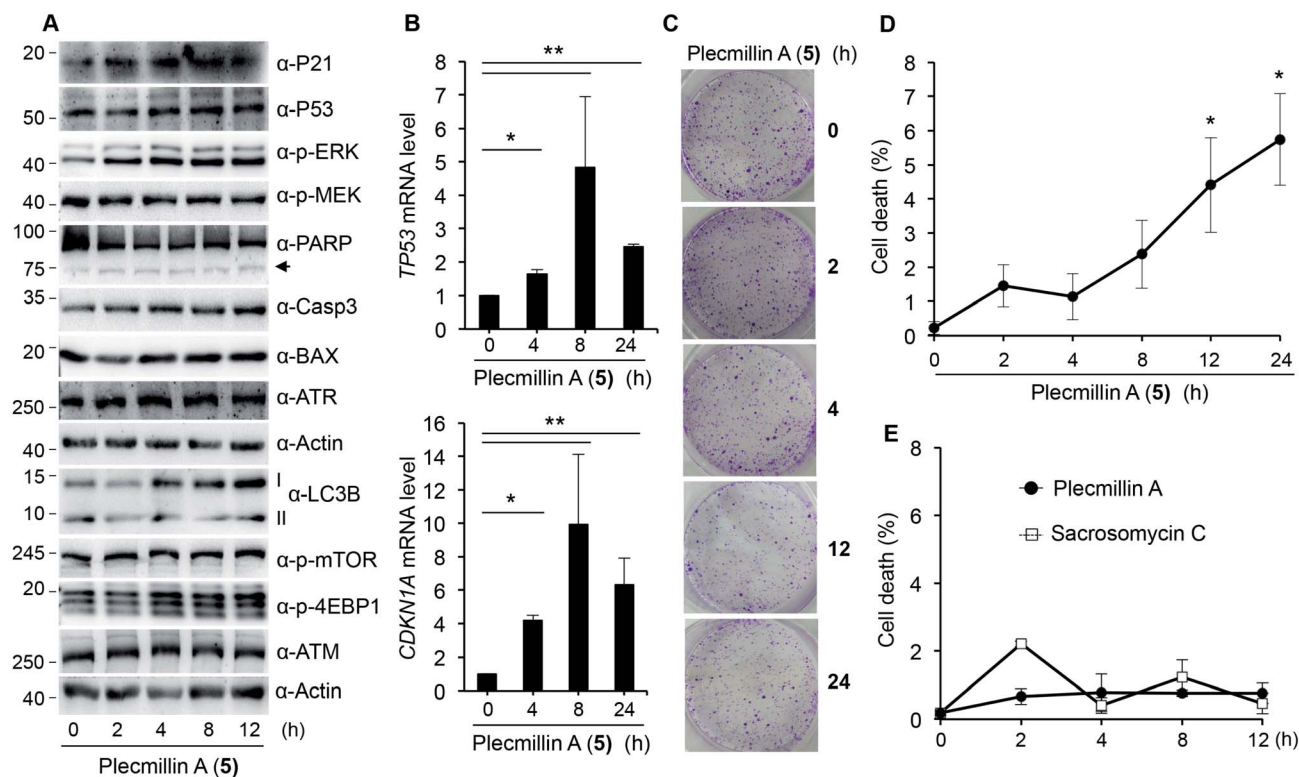 A
20
α-P21
50
α-P53
40
α-p-ERK
40
α-p-MEK
100
α-PARP
75
35
α-Casp3
20
α-BAX
250
α-ATR
40
α-Actin
15
I
α-LC3B
10
II
245
α-p-mTOR
20
α-p-4EBP1
250
α-ATM
40
α-Actin
0 2 4 8 12 (h)
Plecmillin A (5)
B
**
*
TP53 mRNA level
8
7
6
5
4
3
2
1
0
0 4 8 24
Plecmillin A (5) (h)
**
*
CDKN1A mRNA level
16
14
12
10
8
6
4
2
0
0 4 8 24
Plecmillin A (5) (h)
C
Plecmillin A (5) (h)
0
2
4
12
24
D
* *
Cell death (%)
8
7
6
5
4
3
2
1
0
0 2 4 8 12 24
Plecmillin A (5) (h)
E
Plecmillin A
Sacrosomycin C
Cell death (%)
8
6
4
2
0
0 2 4 8 12 (h)